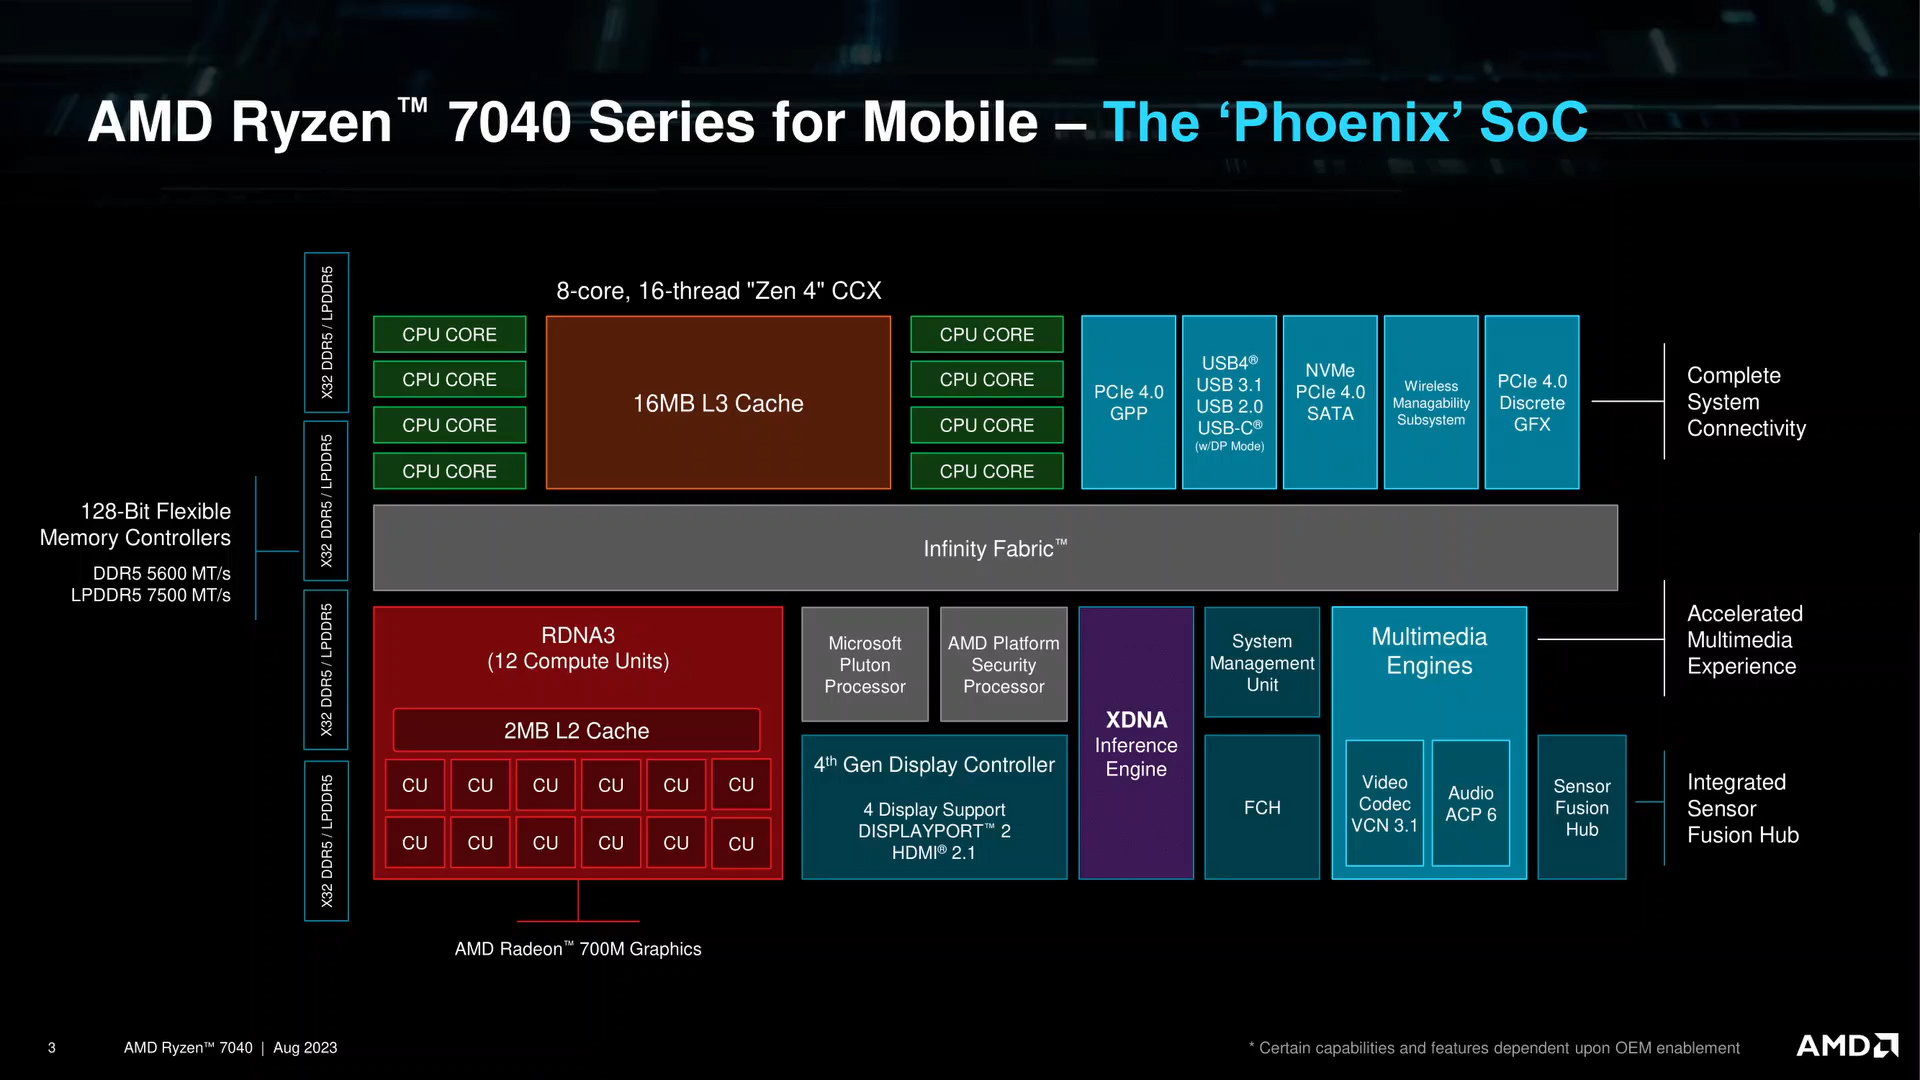 AMD Ryzen™ 7040 Series for Mobile – The ‘Phoenix’ SoC
128-Bit Flexible
Memory Controllers
DDR5 5600 MT/s
LPDDR5 7500 MT/s
X32 DDR5 / LPDDR5
X32 DDR5 / LPDDR5
X32 DDR5 / LPDDR5
X32 DDR5 / LPDDR5
8-core, 16-thread "Zen 4" CCX
CPU CORE
CPU CORE
CPU CORE
CPU CORE
16MB L3 Cache
CPU CORE
CPU CORE
CPU CORE
CPU CORE
PCIe 4.0
GPP
USB4®
USB 3.1
USB 2.0
USB-C®
(w/DP Mode)
NVMe
PCIe 4.0
SATA
Wireless
Managability
Subsystem
PCIe 4.0
Discrete
GFX
Complete
System
Connectivity
Infinity Fabric™
RDNA3
(12 Compute Units)
2MB L2 Cache
CU CU CU CU CU CU
CU CU CU CU CU CU
AMD Radeon™ 700M Graphics
Microsoft
Pluton
Processor
AMD Platform
Security
Processor
4th Gen Display Controller
4 Display Support
DISPLAYPORT™ 2
HDMI® 2.1
XDNA
Inference
Engine
System
Management
Unit
FCH
Multimedia
Engines
Video
Codec
VCN 3.1
Audio
ACP 6
Sensor
Fusion
Hub
Accelerated
Multimedia
Experience
Integrated
Sensor
Fusion Hub
3
AMD Ryzen™ 7040 | Aug 2023
* Certain capabilities and features dependent upon OEM enablement
AMD